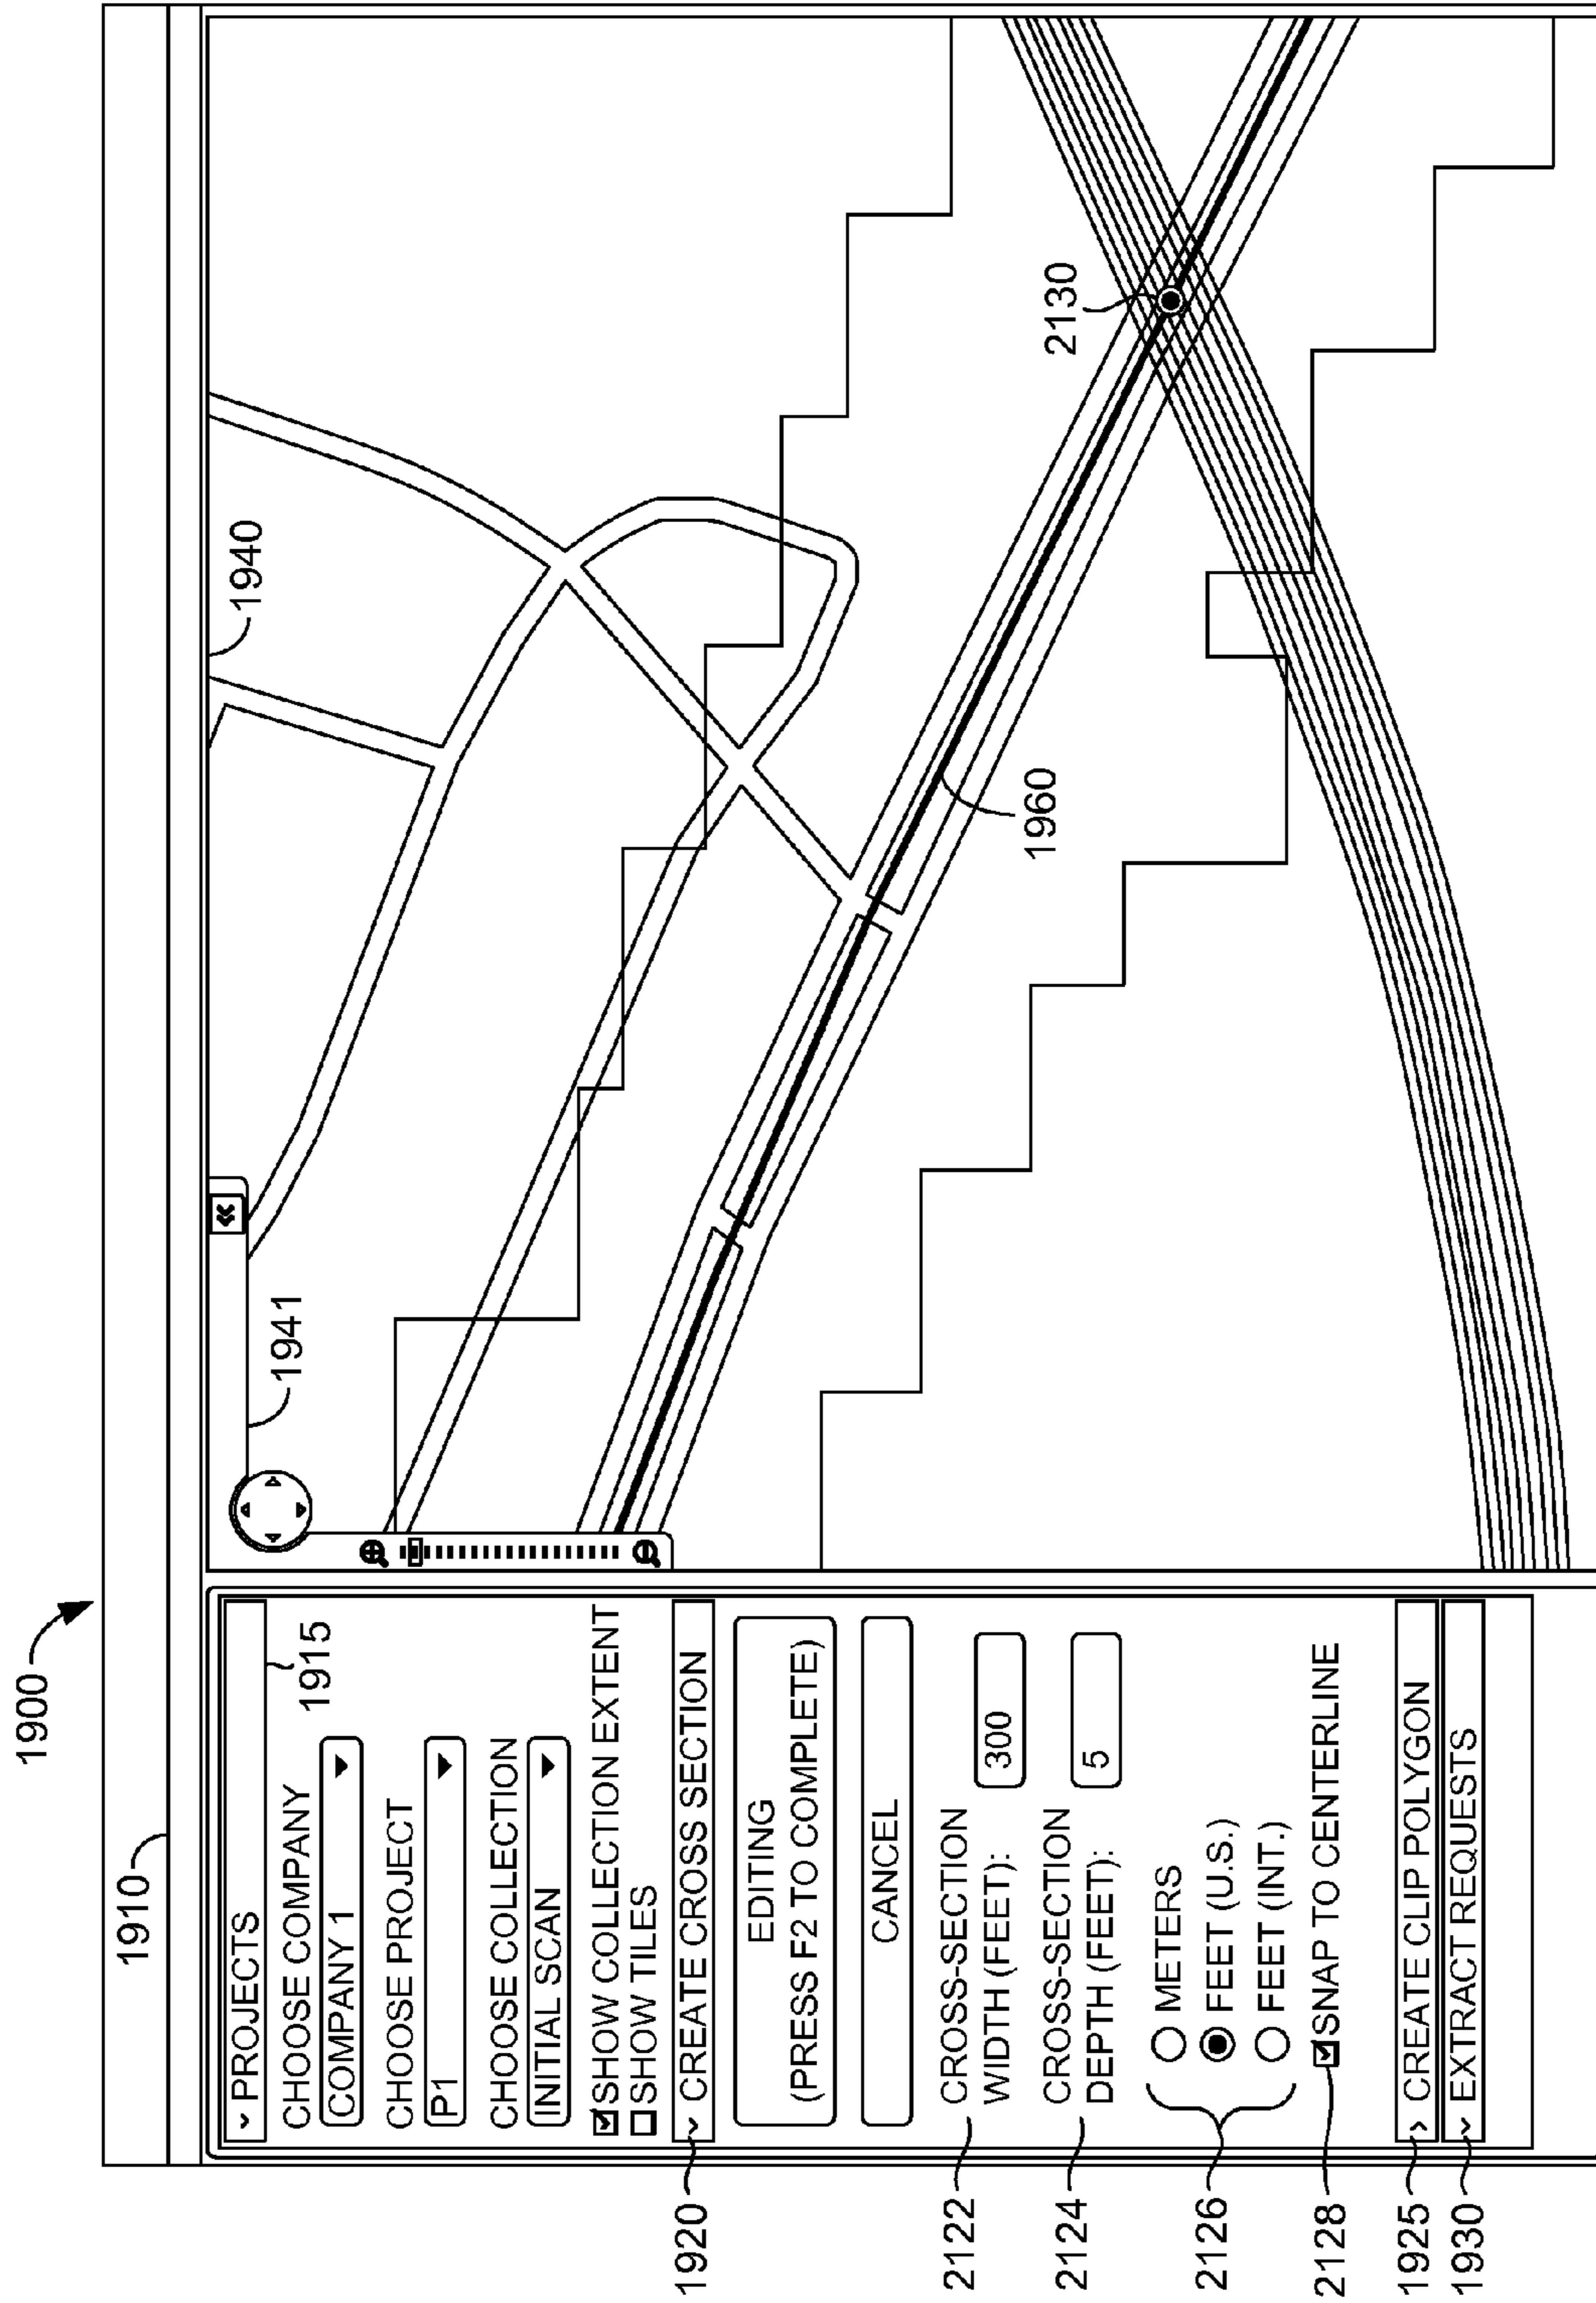 1900
1910
PROJECTS
1915
CHOOSE COMPANY
COMPANY 1
CHOOSE PROJECT
P1
CHOOSE COLLECTION
INITIAL SCAN
SHOW COLLECTION EXTENT
SHOW TILES
1920
CREATE CROSS SECTION
EDITING
(PRESS F2 TO COMPLETE)
CANCEL
2122
CROSS-SECTION
WIDTH (FEET):
300
2124
CROSS-SECTION
DEPTH (FEET):
5
2126
METERS
FEET (U.S.)
FEET (INT.)
2128
SNAP TO CENTERLINE
1925
CREATE CLIP POLYGON
1930
EXTRACT REQUESTS
1941
1940
1960
2130